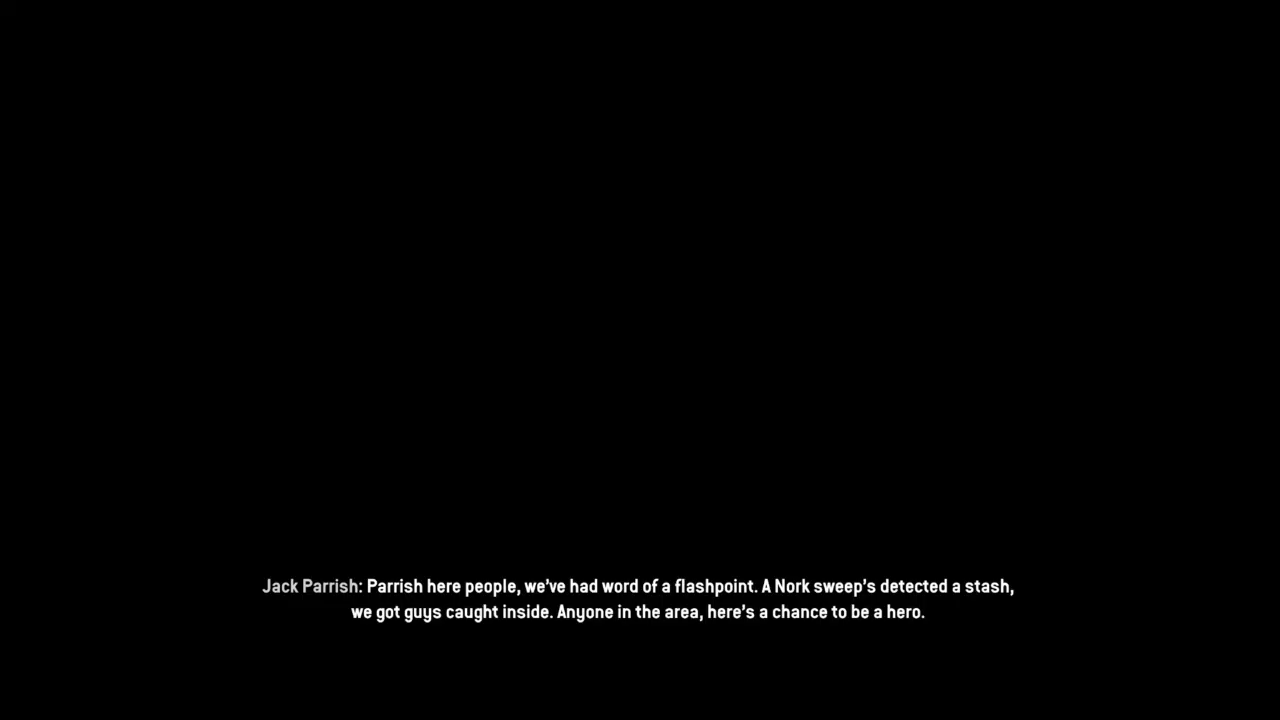 Jack Parrish: Parrish here people, we've had word of a flashpoint. A Nork sweep's detected a stash,
we got guys caught inside. Anyone in the area, here's a chance to be a hero.